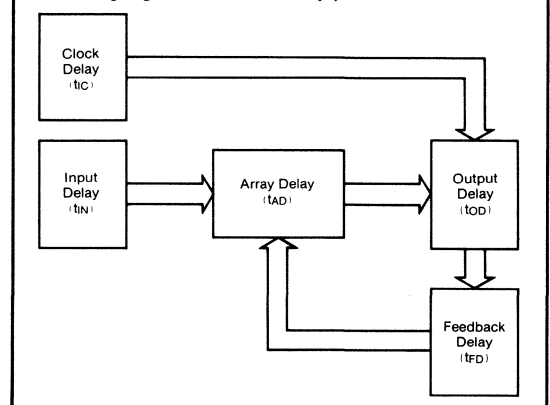 Clock
Delay
(tIC)
Input
Delay
(tIN)
Array Delay
(tAD)
Output
Delay
(tOD)
Feedback
Delay
(tFD)